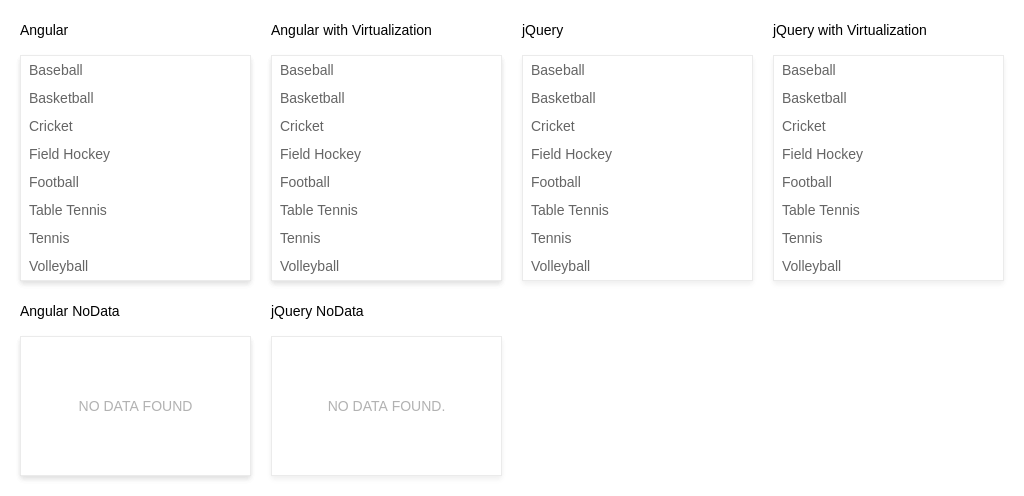 Angular
Baseball
Basketball
Cricket
Field Hockey
Football
Table Tennis
Tennis
Volleyball
Angular with Virtualization
Baseball
Basketball
Cricket
Field Hockey
Football
Table Tennis
Tennis
Volleyball
jQuery
Baseball
Basketball
Cricket
Field Hockey
Football
Table Tennis
Tennis
Volleyball
jQuery with Virtualization
Baseball
Basketball
Cricket
Field Hockey
Football
Table Tennis
Tennis
Volleyball
Angular NoData
NO DATA FOUND
jQuery NoData
NO DATA FOUND.